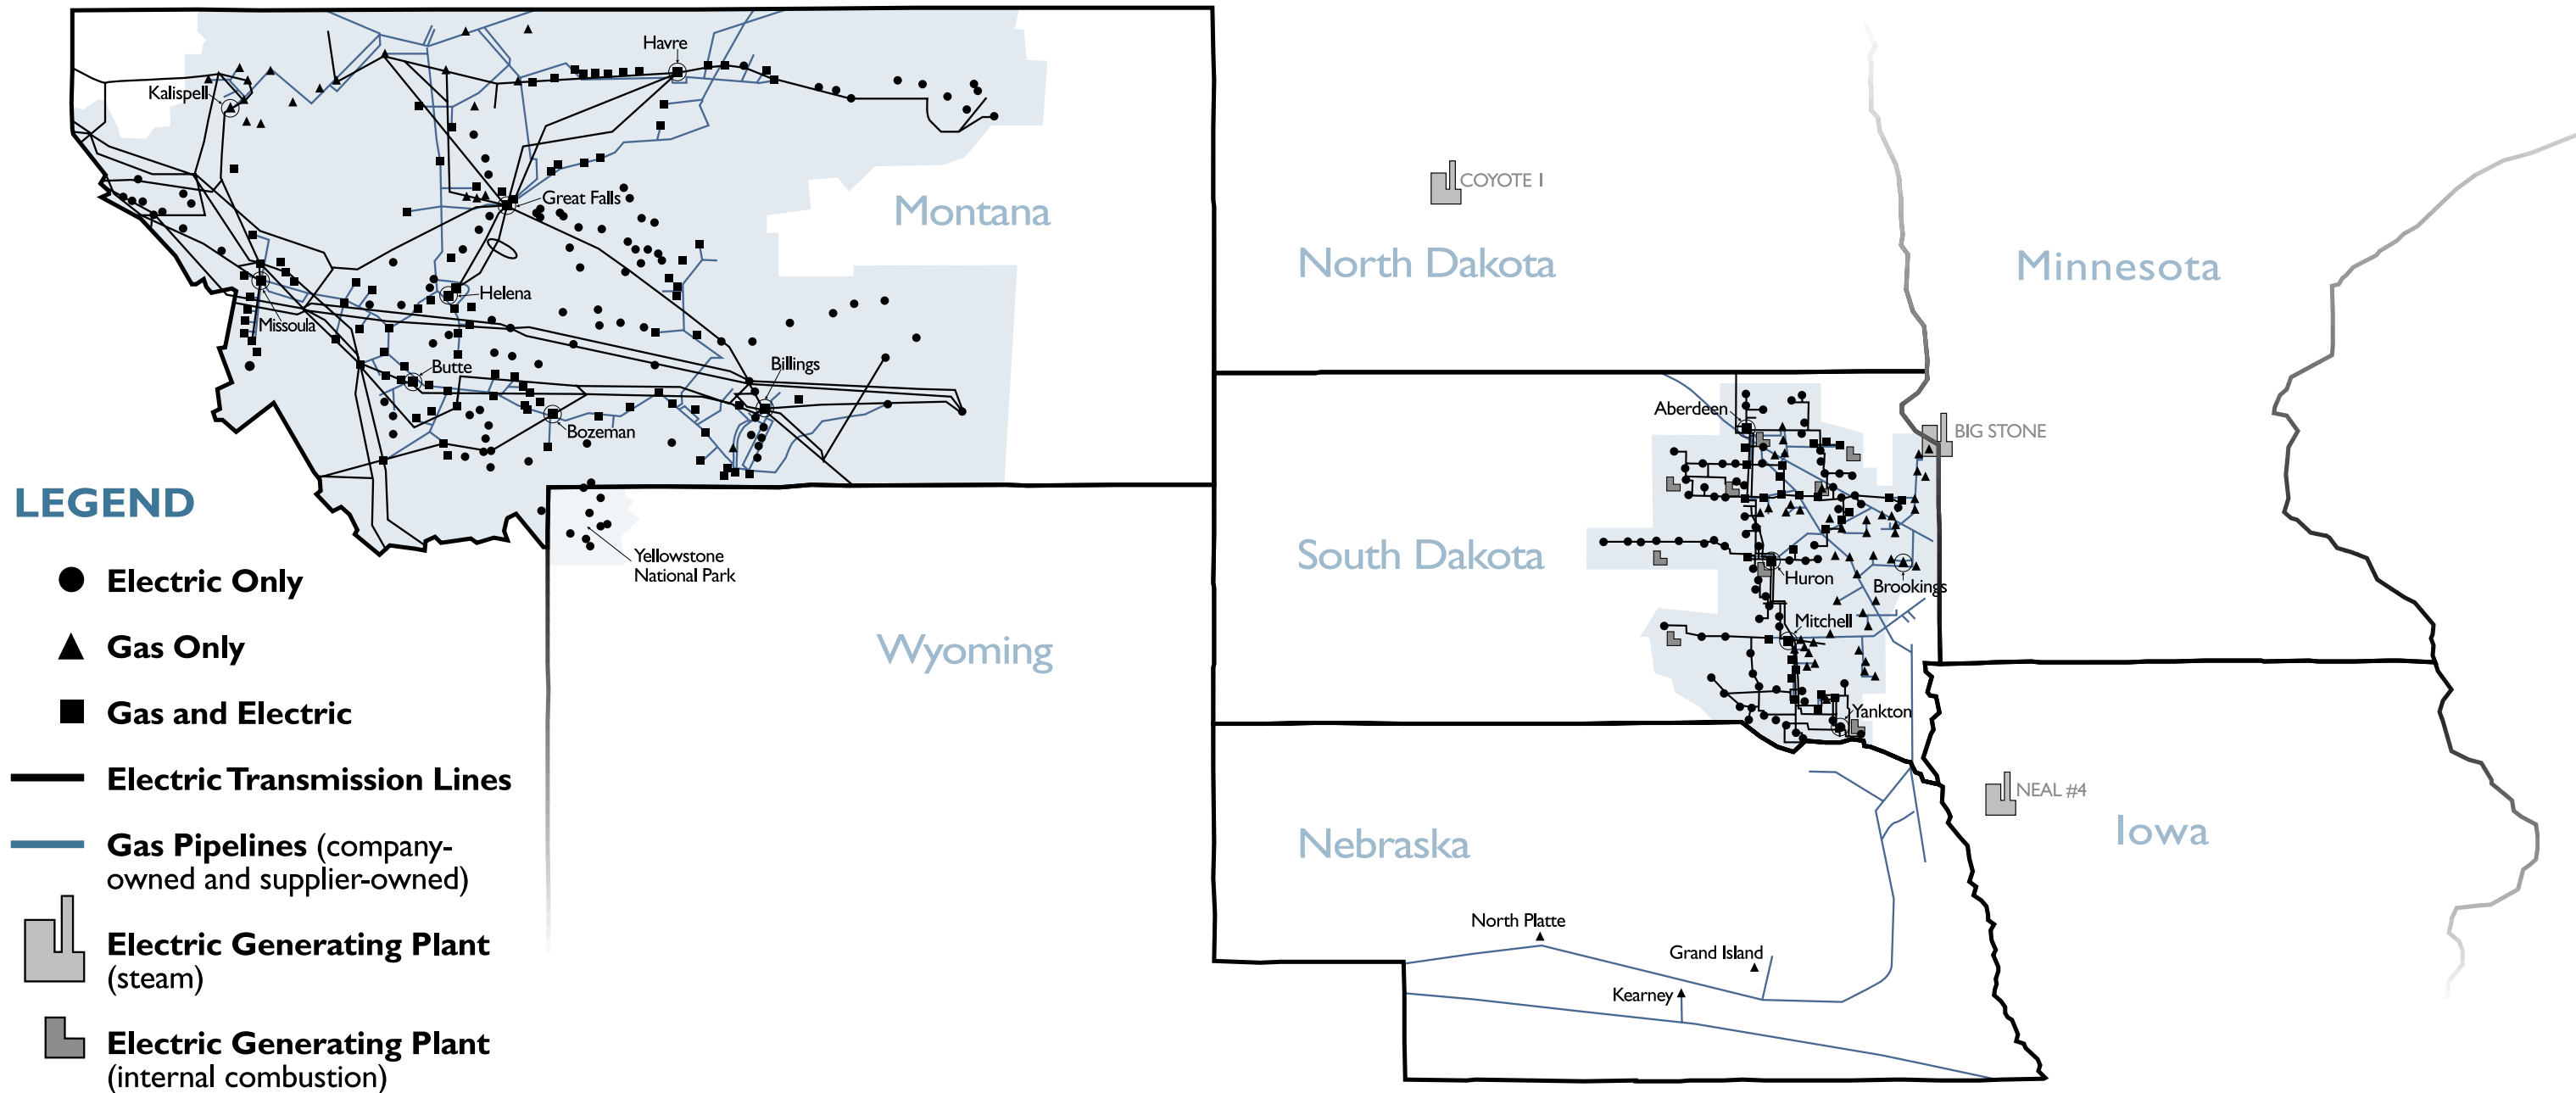 Havre
Kalispell
Great Falls
Montana
Helena
Missoula
Butte
Billings
Bozeman
Yellowstone
National Park
Wyoming
COYOTE I
North Dakota
Minnesota
Aberdeen
BIG STONE
South Dakota
Huron
Brookings
Mitchell
Yankton
NEAL #4
Nebraska
Iowa
North Platte
Grand Island
Kearney
LEGEND
Electric Only
Gas Only
Gas and Electric
Electric Transmission Lines
Gas Pipelines (company-
owned and supplier-owned)
Electric Generating Plant
(steam)
Electric Generating Plant
(internal combustion)